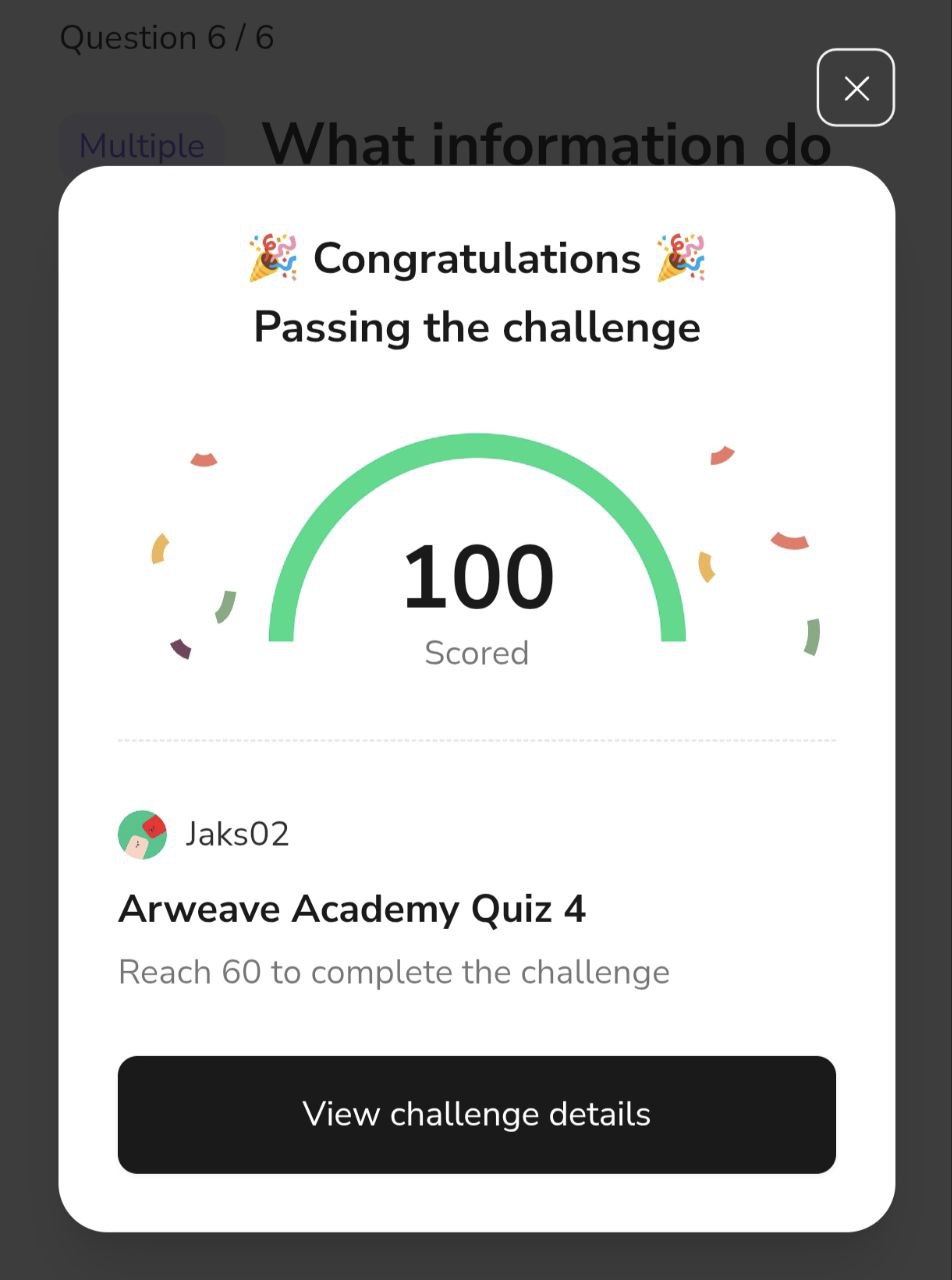 Question 6 / 6
Multiple What information do
🎉 Congratulations 🎉
Passing the challenge
100
Scored
Jaks02
Arweave Academy Quiz 4
Reach 60 to complete the challenge
View challenge details